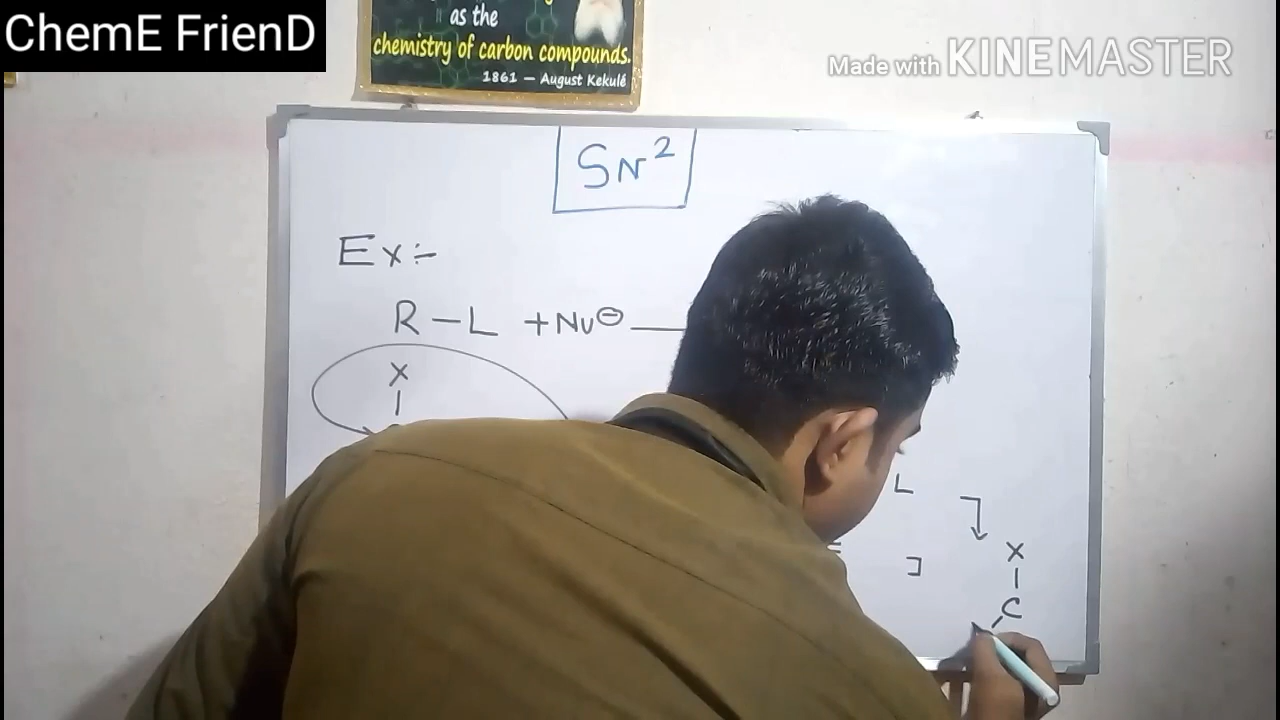 ChemE FrienD
as the
chemistry of carbon compounds.
1861 — August Kekulé
Made with KINEMASTER
SN²
Ex:-
R – L + Nu⊖ —
X
L
]
X
C